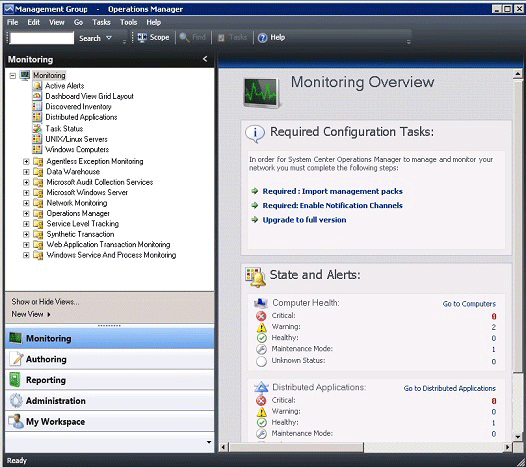 Management Group - Operations Manager
File Edit View Go Tasks Tools Help
Search Scope Find Tasks Help
Monitoring
Monitoring
Active Alerts
Dashboard View Grid Layout
Discovered Inventory
Distributed Applications
Task Status
UNIX/Linux Servers
Windows Computers
Agentless Exception Monitoring
Data Warehouse
Microsoft Audit Collection Services
Microsoft Windows Server
Network Monitoring
Operations Manager
Service Level Tracking
Synthetic Transaction
Web Application Transaction Monitoring
Windows Service And Process Monitoring
Show or Hide Views...
New View
Monitoring
Authoring
Reporting
Administration
My Workspace
Monitoring Overview
Required Configuration Tasks:
In order for System Center Operations Manager to manage and monitor your
network you must complete the following steps:
Required : Import management packs
Required: Enable Notification Channels
Upgrade to full version
State and Alerts:
Computer Health: Go to Computers
Critical: 0
Warning: 2
Healthy: 0
Maintenance Mode: 1
Unknown Status: 0
Distributed Applications: Go to Distributed Applications
Critical: 0
Warning: 0
Healthy: 1
Maintenance Mode: 0
Ready